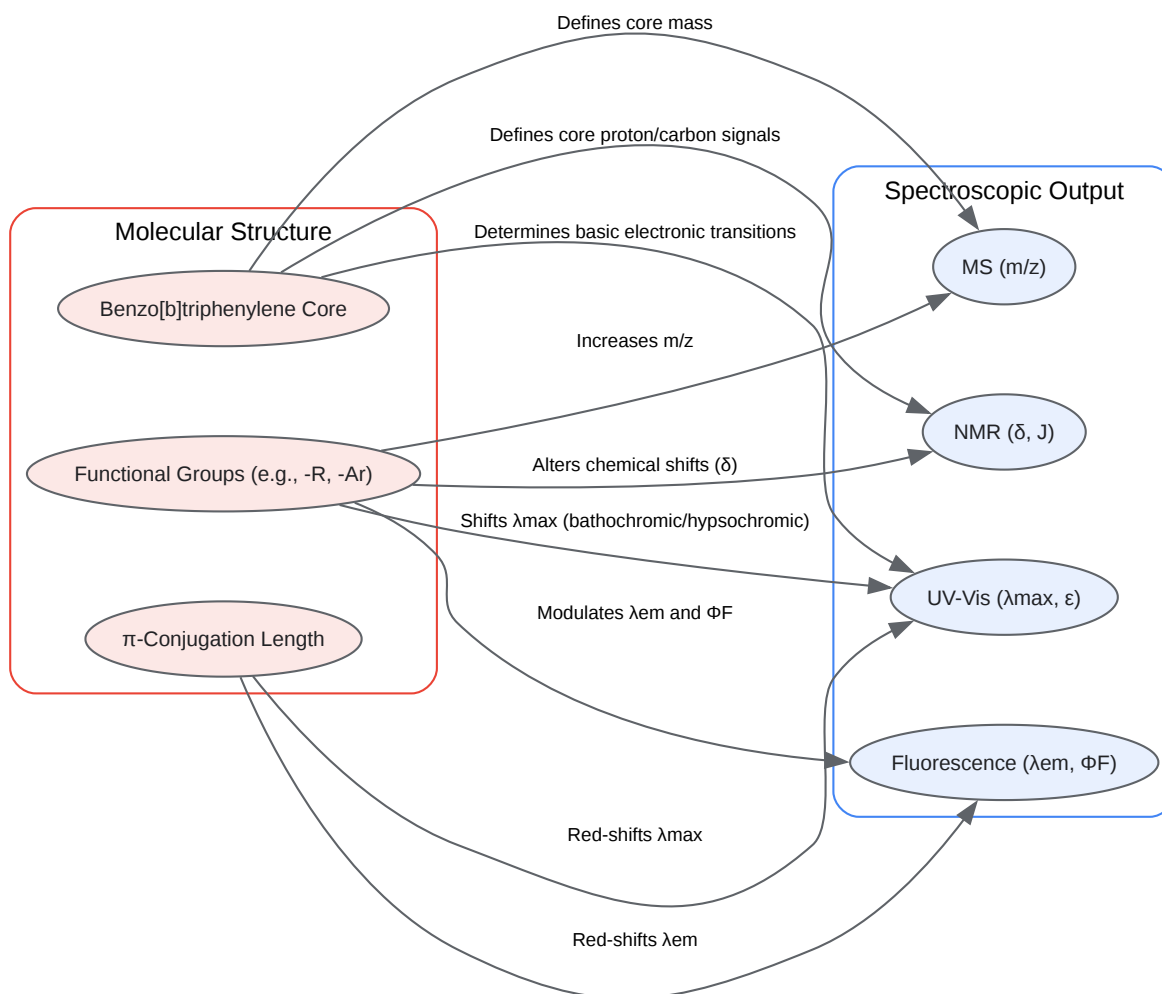 Defines core mass
Defines core proton/carbon signals
Spectroscopic Output
Molecular Structure
Determines basic electronic transitions
MS (m/z)
Benzo[b]triphenylene Core
Increases m/z
NMR (δ, J)
Alters chemical shifts (δ)
Functional Groups (e.g., -R, -Ar)
Shifts λmax (bathochromic/hypsochromic)
UV-Vis (λmax, ε)
Modulates λem and ΦF
π-Conjugation Length
Fluorescence (λem, ΦF)
Red-shifts λmax
Red-shifts λem